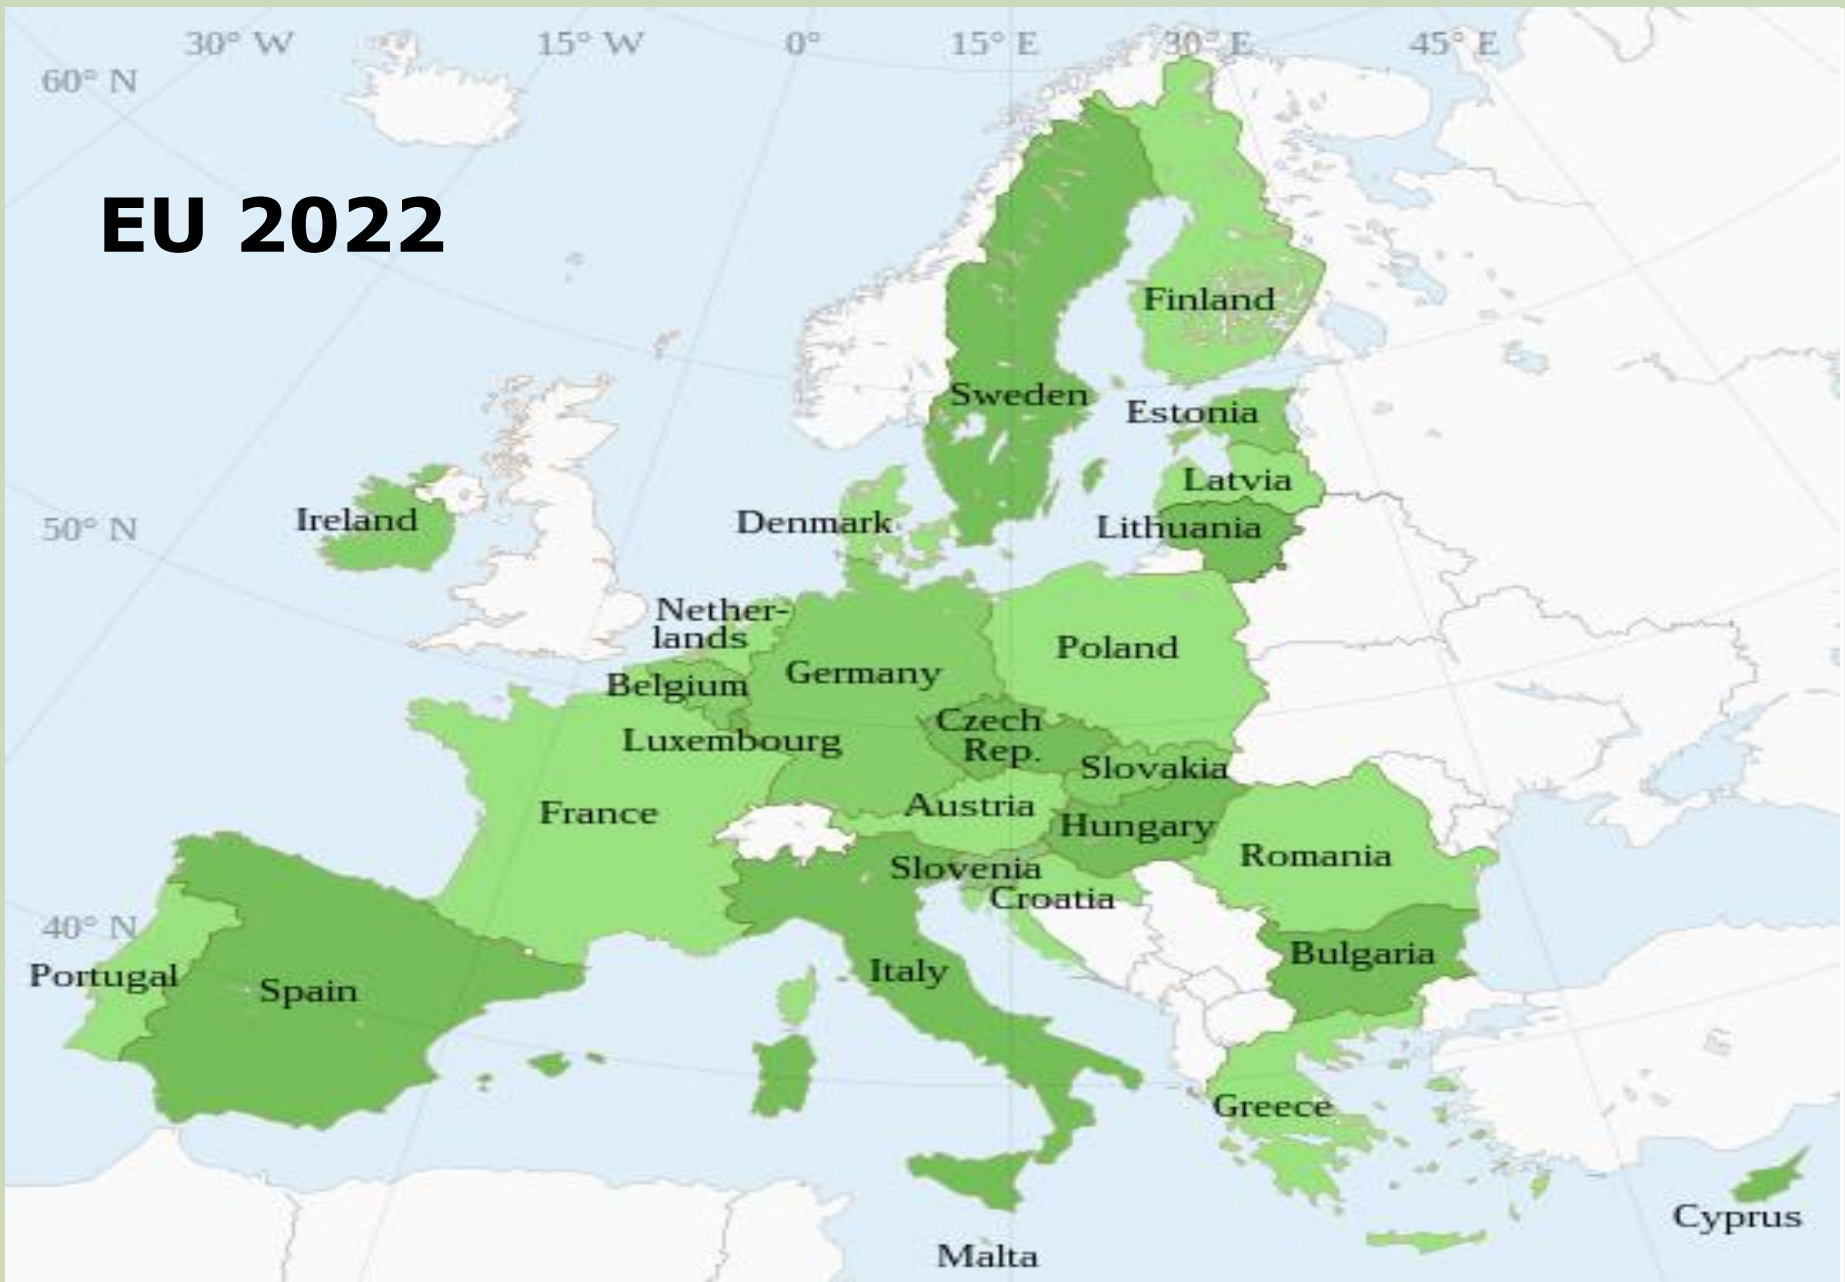 30° W
15° W
0°
15° E
30° E
45° E
60° N
EU 2022
Finland
Sweden
Estonia
Latvia
Ireland
Denmark
Lithuania
50° N
Nether-
lands
Poland
Germany
Belgium
Czech
Rep.
Luxembourg
Slovakia
Austria
France
Hungary
Romania
Slovenia
Croatia
40° N
Bulgaria
Portugal
Spain
Italy
Greece
Cyprus
Malta